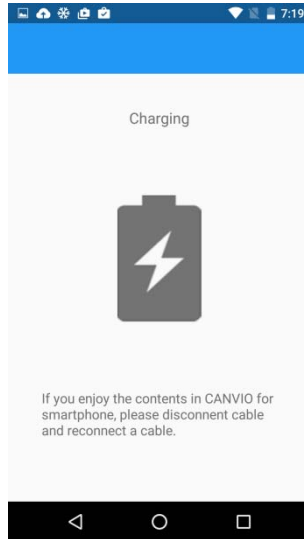 7:19
Charging
If you enjoy the contents in CANVIO for
smartphone, please disconnent cable
and reconnect a cable.